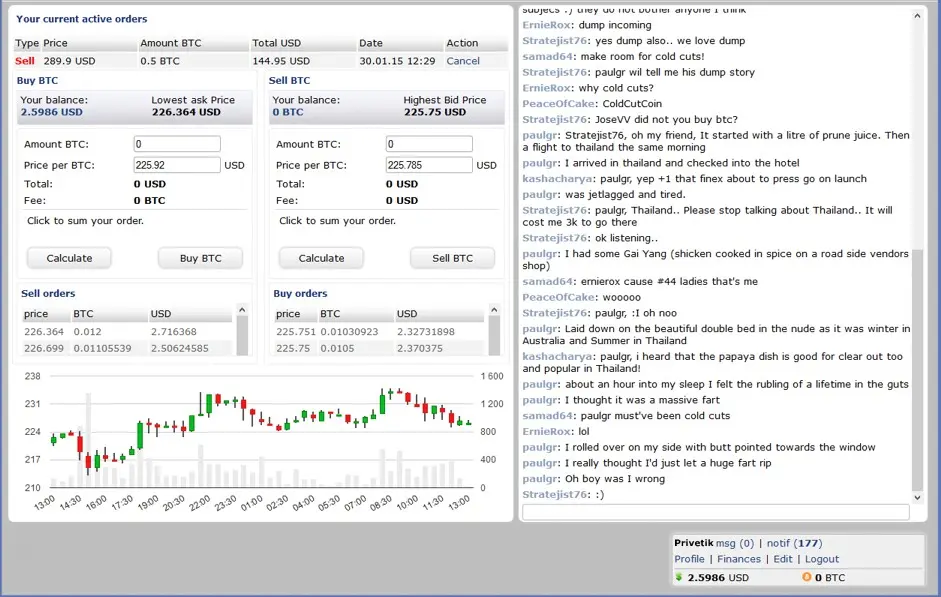 Your current active orders
Type Price Amount BTC Total USD Date Action
Sell 289.9 USD 0.5 BTC 144.95 USD 30.01.15 12:29 Cancel
Buy BTC
Your balance: Lowest ask Price
2.5986 USD 226.364 USD
Amount BTC: 0
Price per BTC: 225.92 USD
Total: 0 USD
Fee: 0 BTC
Click to sum your order.
Calculate Buy BTC
Sell BTC
Your balance: Highest Bid Price
0 BTC 225.75 USD
Amount BTC: 0
Price per BTC: 225.785 USD
Total: 0 USD
Fee: 0 USD
Click to sum your order.
Calculate Sell BTC
Sell orders
price BTC USD
226.364 0.012 2.716368
226.699 0.01105539 2.50624585
Buy orders
price BTC USD
225.751 0.01030923 2.32731898
225.75 0.0105 2.370375
238 1 600
231 1 200
224 800
217 400
210 0
13:00 14:30 16:00 17:30 19:00 20:30 22:00 23:30 01:00 02:30 04:00 05:30 07:00 08:30 10:00 11:30 13:00
subjecs :) they do not bother anyone I think
ErnieRox: dump incoming
Stratejist76: yes dump also.. we love dump
samad64: make room for cold cuts!
Stratejist76: paulgr wil tell me his dump story
ErnieRox: why cold cuts?
PeaceOfCake: ColdCutCoin
Stratejist76: JoseVV did not you buy btc?
paulgr: Stratejist76, oh my friend, It started with a litre of prune juice. Then
a flight to thailand the same morning
paulgr: I arrived in thailand and checked into the hotel
kashacharya: paulgr, yep +1 that finex about to press go on launch
paulgr: was jetlagged and tired.
Stratejist76: paulgr, Thailand.. Please stop talking about Thailand.. It will
cost me 3k to go there
Stratejist76: ok listening..
paulgr: I had some Gai Yang (chicken cooked in spice on a road side vendors
shop)
samad64: ernierox cause #44 ladies that's me
PeaceOfCake: wooooo
Stratejist76: paulgr, :I oh noo
paulgr: Laid down on the beautiful double bed in the nude as it was winter in
Australia and Summer in Thailand
kashacharya: paulgr, i heard that the papaya dish is good for clear out too
and popular in Thailand!
paulgr: about an hour into my sleep I felt the rubling of a lifetime in the guts
paulgr: I thought it was a massive fart
samad64: paulgr must've been cold cuts
ErnieRox: lol
paulgr: I rolled over on my side with butt pointed towards the window
paulgr: I really thought I'd just let a huge fart rip
paulgr: Oh boy was I wrong
Stratejist76: :)
Privetik msg (0) | notif (177)
Profile | Finances | Edit | Logout
$ 2.5986 USD B 0 BTC